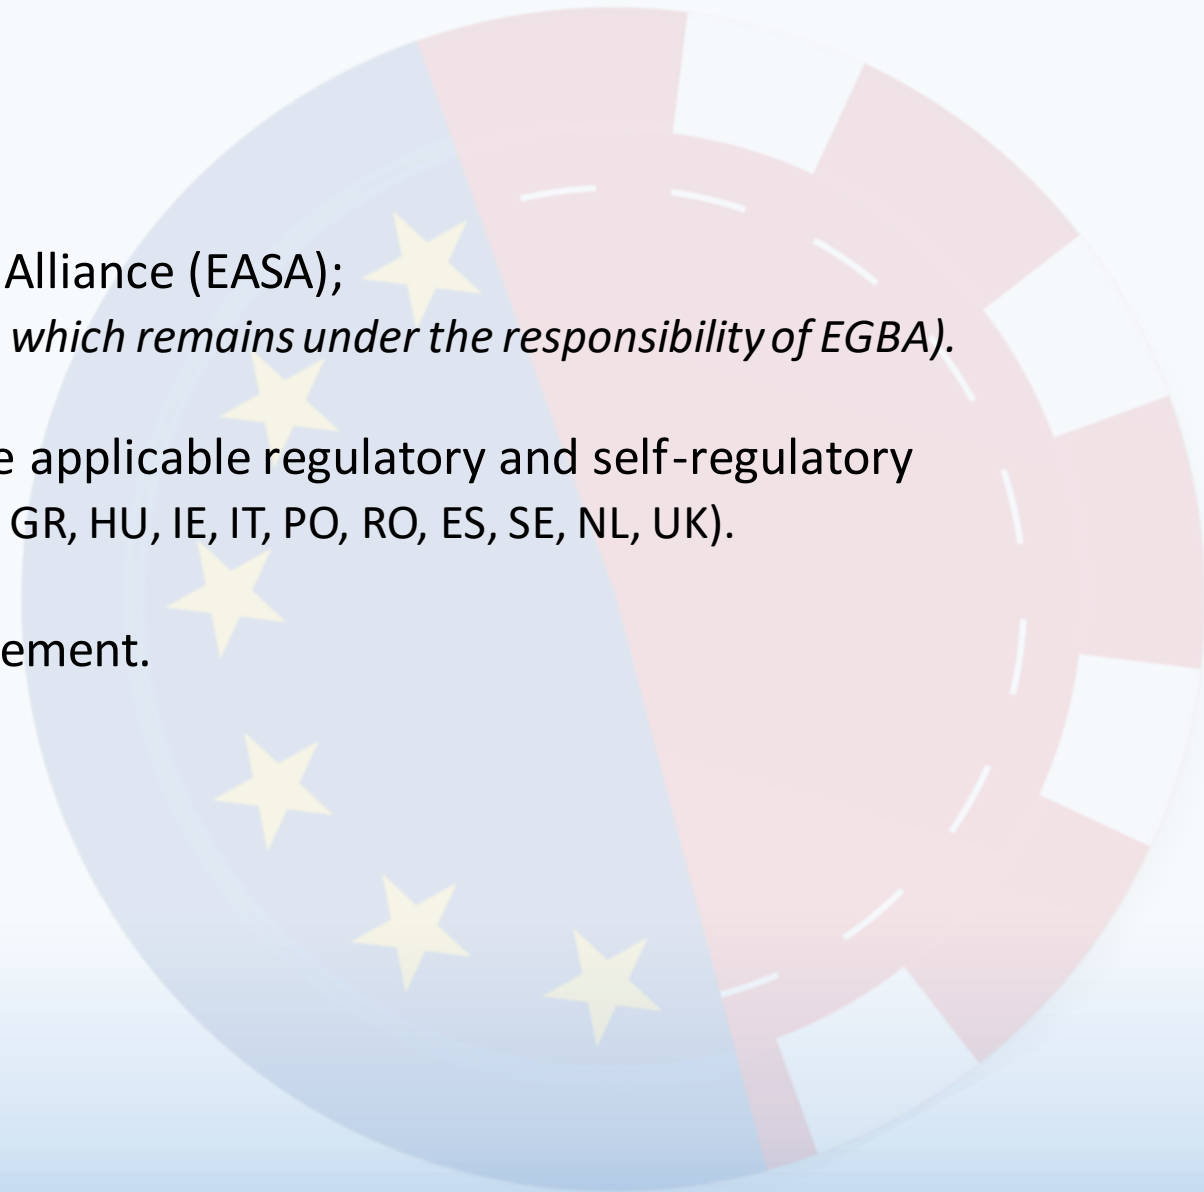 Alliance (EASA);
which remains under the responsibility of EGBA).
e applicable regulatory and self-regulatory
GR, HU, IE, IT, PO, RO, ES, SE, NL, UK).
ement.